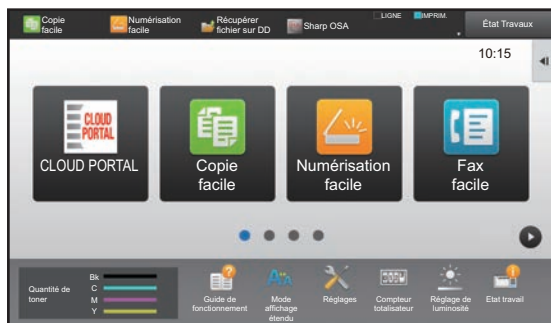 Copie
facile
Numérisation
facile
Récupérer
fichier sur DD
Sharp OSA
LIGNE
IMPRIM.
État Travaux
10:15
CLOUD
PORTAL
CLOUD PORTAL
Copie
facile
Numérisation
facile
Fax
facile
Quantité de
toner
Bk
C
M
Y
Guide de
fonctionnement
Mode
affichage
étendu
Réglages
Compteur
totalisateur
Réglage de
luminosité
Etat travail